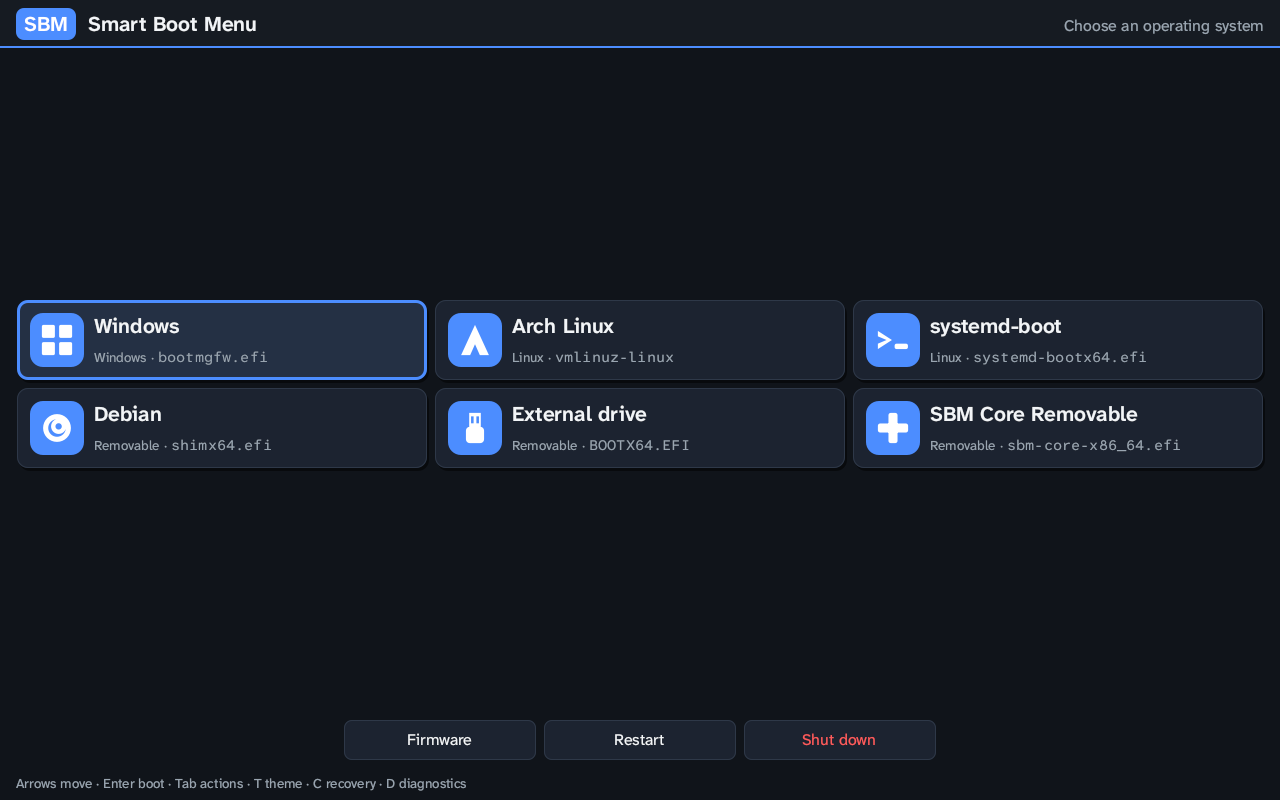 SBM Smart Boot Menu
Choose an operating system
Windows
Windows · bootmgfw.efi
Arch Linux
Linux · vmlinuz-linux
systemd-boot
Linux · systemd-bootx64.efi
Debian
Removable · shimx64.efi
External drive
Removable · BOOTX64.EFI
SBM Core Removable
Removable · sbm-core-x86_64.efi
Firmware
Restart
Shut down
Arrows move · Enter boot · Tab actions · T theme · C recovery · D diagnostics